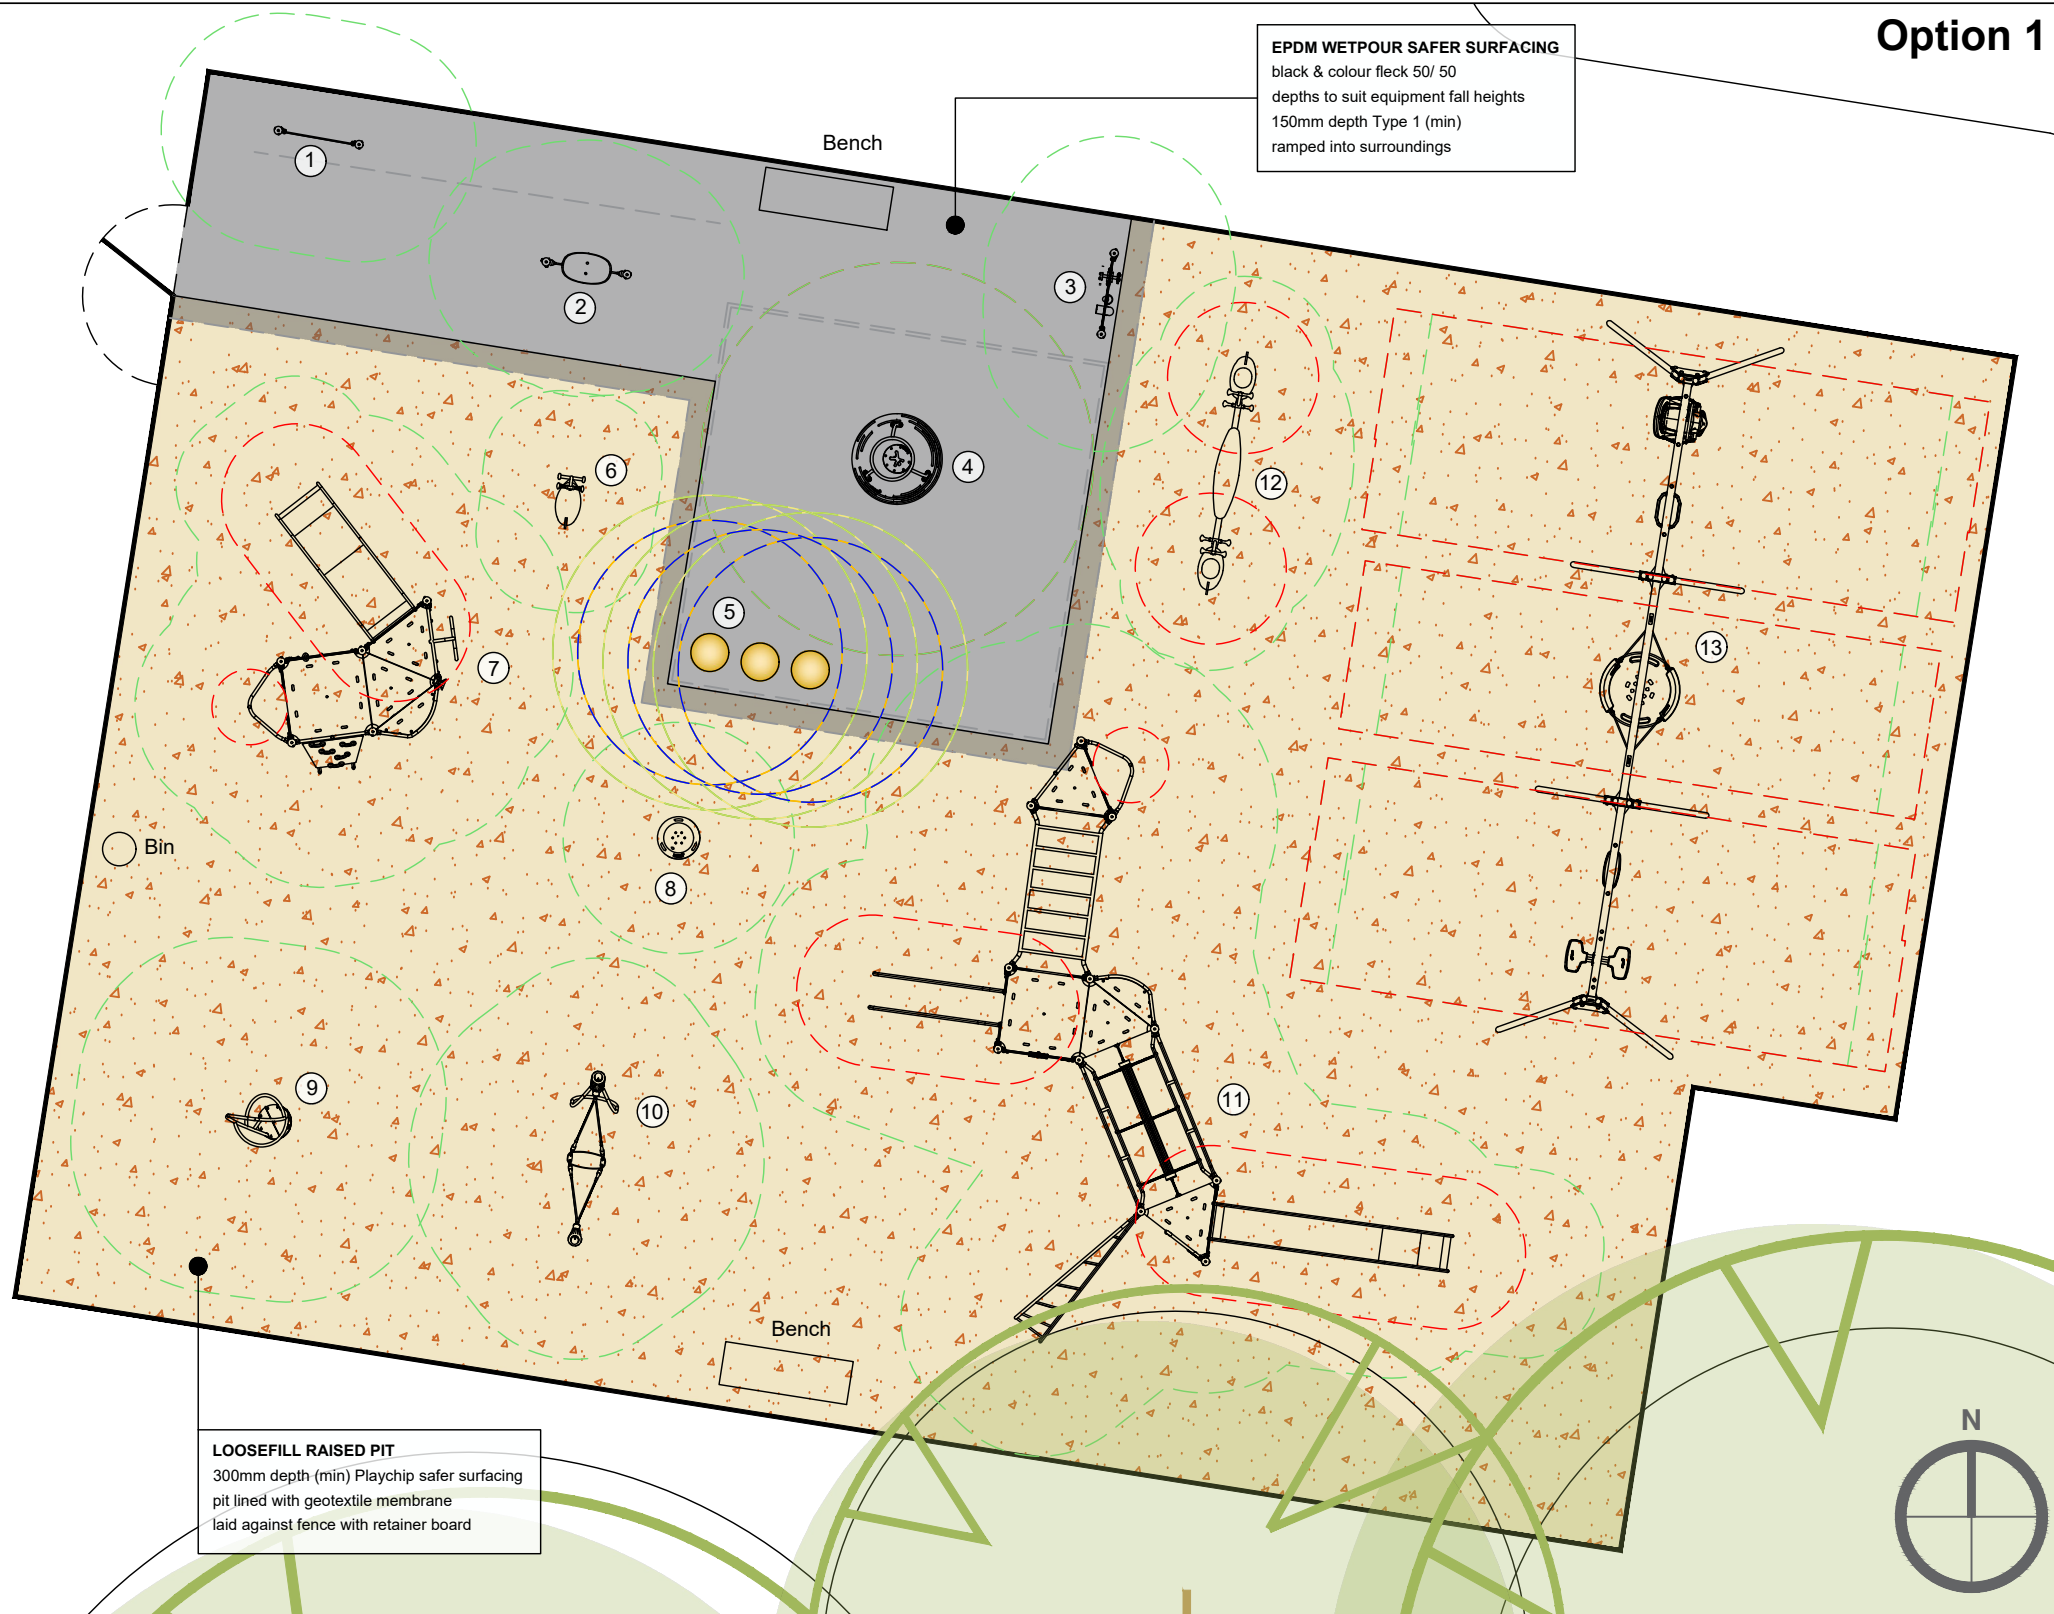 Option 1
EPDM WETPOUR SAFER SURFACING
black & colour fleck 50/ 50
depths to suit equipment fall heights
150mm depth Type 1 (min)
ramped into surroundings
Bench
1
2
3
4
5
6
7
8
9
10
11
12
13
Bin
Bench
LOOSEFILL RAISED PIT
300mm depth (min) Playchip safer surfacing
pit lined with geotextile membrane
laid against fence with retainer board
N